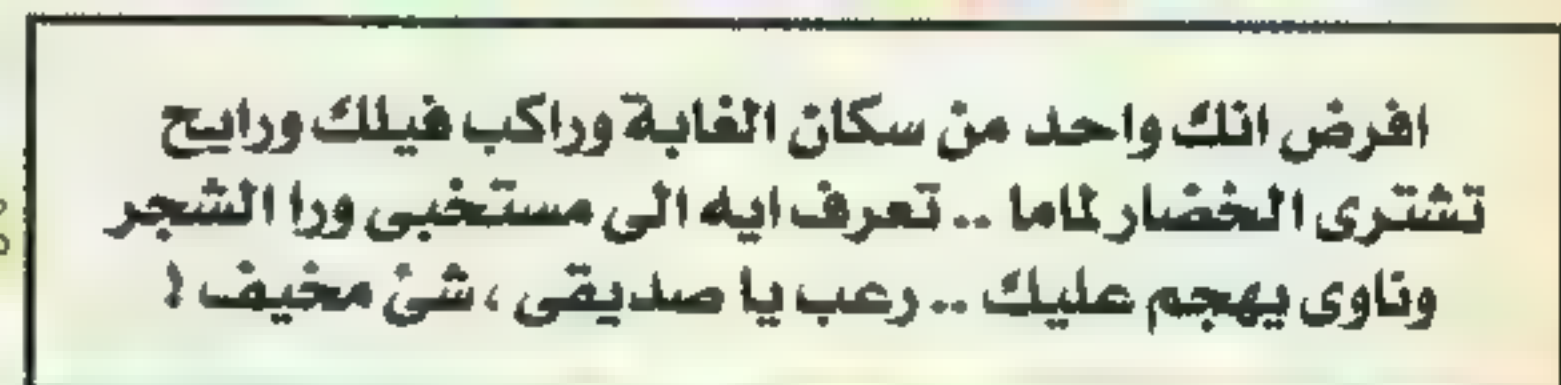 افرض انك واحد من سكان الغابة وراكب فيلك ورايح
تشترى الخضار لماما .. تعرف ايه الى مستخبى ورا الشجر
وناوى يهجم عليك .. رعب يا صديقى ، شئ مخيف !